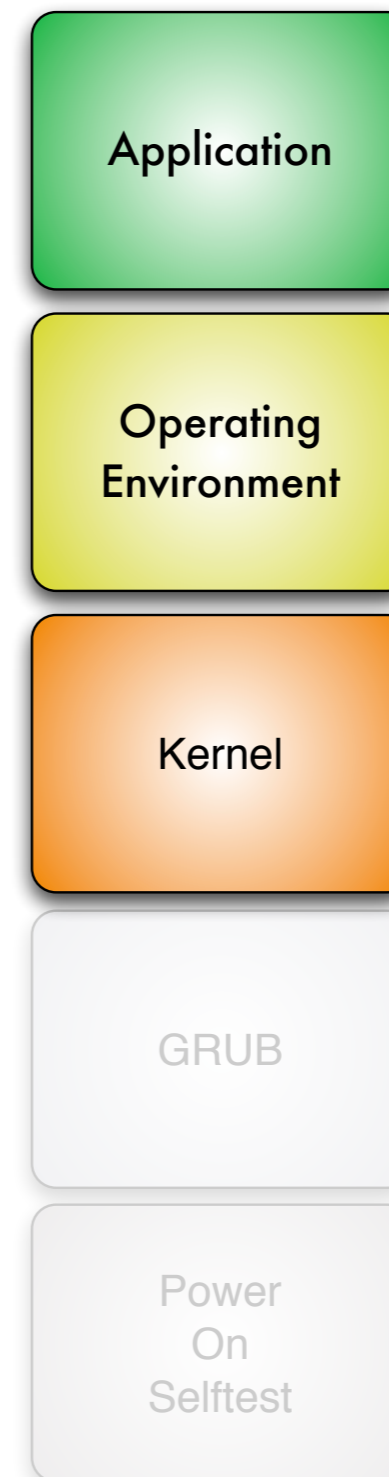 Application
Operating
Environment
Kernel
GRUB
Power
On
Selftest